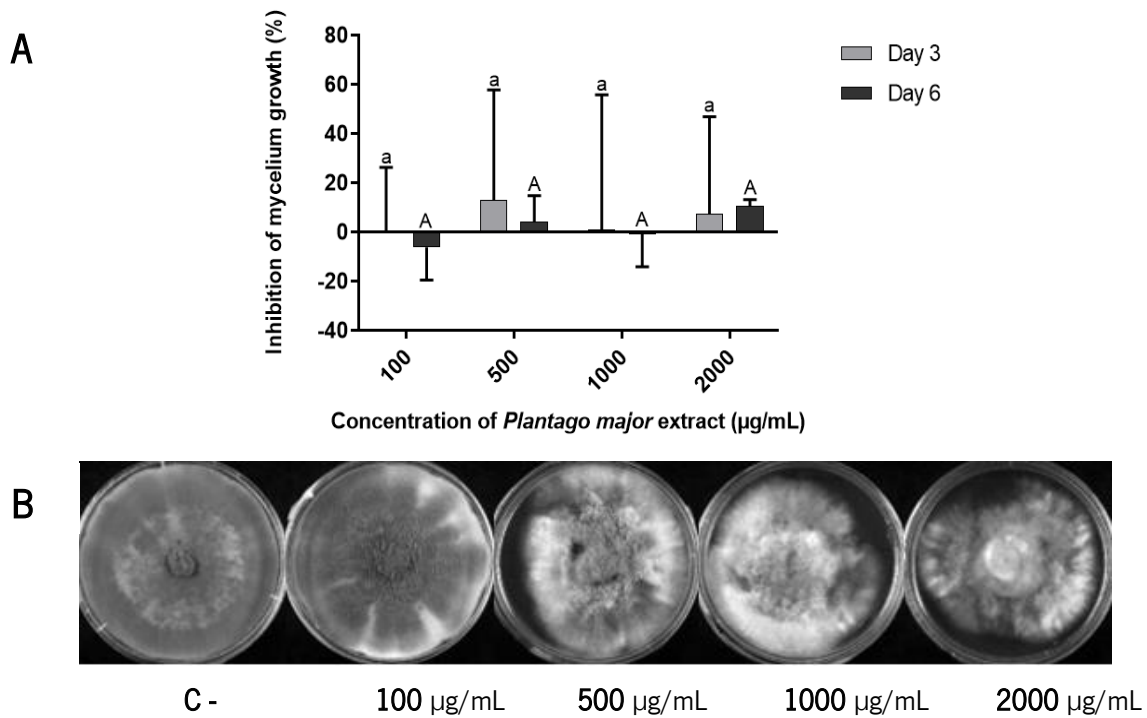 A
Inhibition of mycelium growth (%)
80
60
40
20
0
-20
-40
a
A
a
A
a
A
a
A
Day 3
Day 6
100
500
1000
2000
Concentration of Plantago major extract (µg/mL)
B
C -
100 µg/mL
500 µg/mL
1000 µg/mL
2000 µg/mL